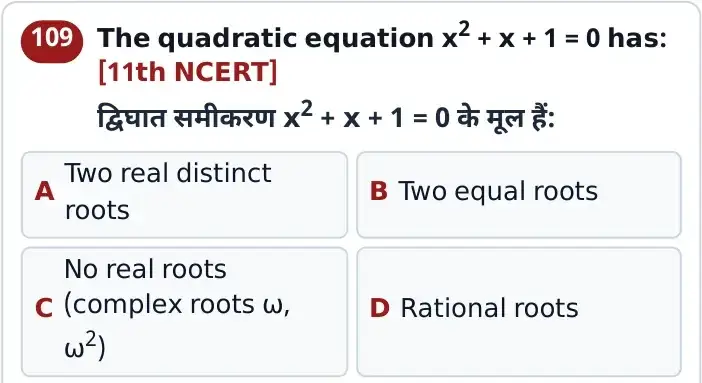 109 The quadratic equation x² + x + 1 = 0 has:
[11th NCERT]
द्विघात समीकरण x² + x + 1 = 0 के मूल हैं:
A Two real distinct roots
B Two equal roots
C No real roots (complex roots ω, ω²)
D Rational roots